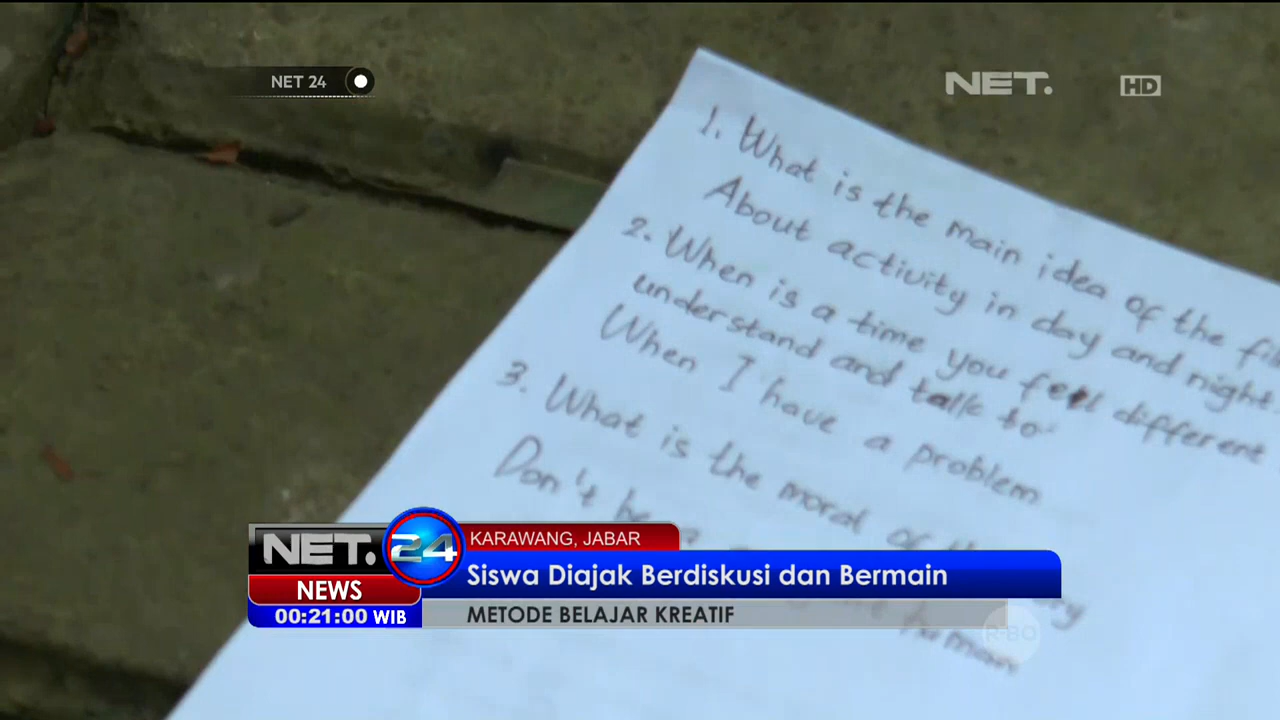 NET 24
NET.
HD
1. What is the main idea of the
About activity in day and night.
2. When is a time you feel different
understand and talk to
When I have a problem
3. What is the moral of
Don't be a
NET. 24
NEWS
00:21:00 WIB
KARAWANG, JABAR
Siswa Diajak Berdiskusi dan Bermain
METODE BELAJAR KREATIF
R-BO